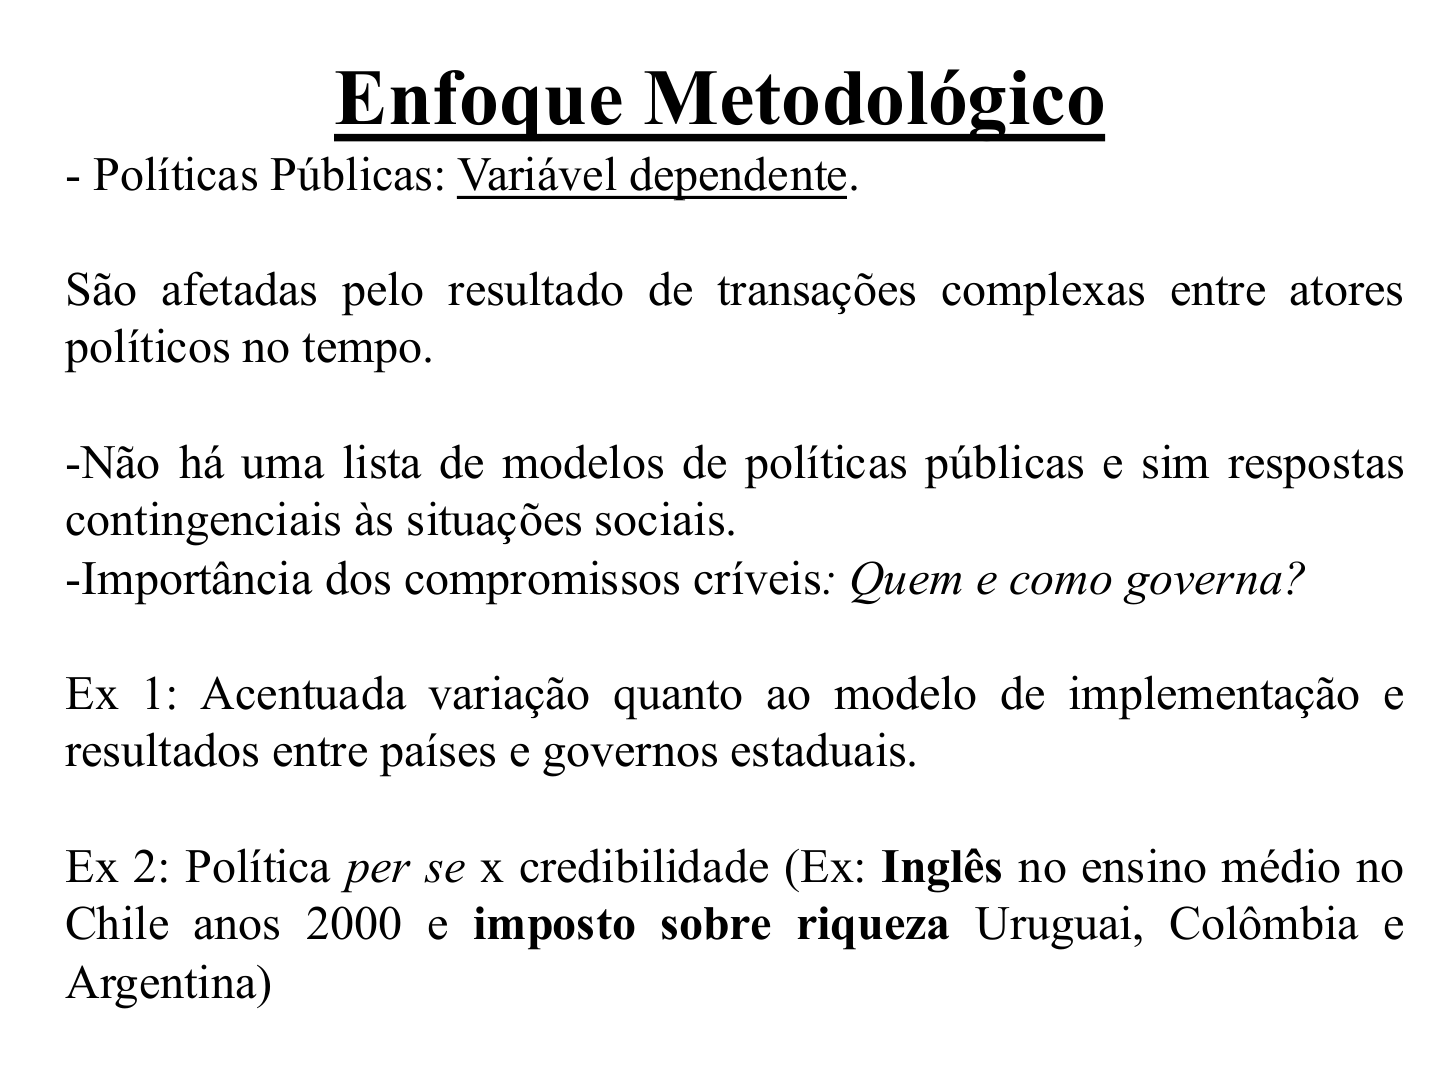 Enfoque Metodológico
- Políticas Públicas: Variável dependente.
São afetadas pelo resultado de transações complexas entre atores
políticos no tempo.
-Não há uma lista de modelos de políticas públicas e sim respostas
contingenciais às situações sociais.
-Importância dos compromissos críveis: Quem e como governa?
Ex 1: Acentuada variação quanto ao modelo de implementação e
resultados entre países e governos estaduais.
Ex 2: Política per se x credibilidade (Ex: Inglês no ensino médio no
Chile anos 2000 e imposto sobre riqueza Uruguai, Colômbia e
Argentina)